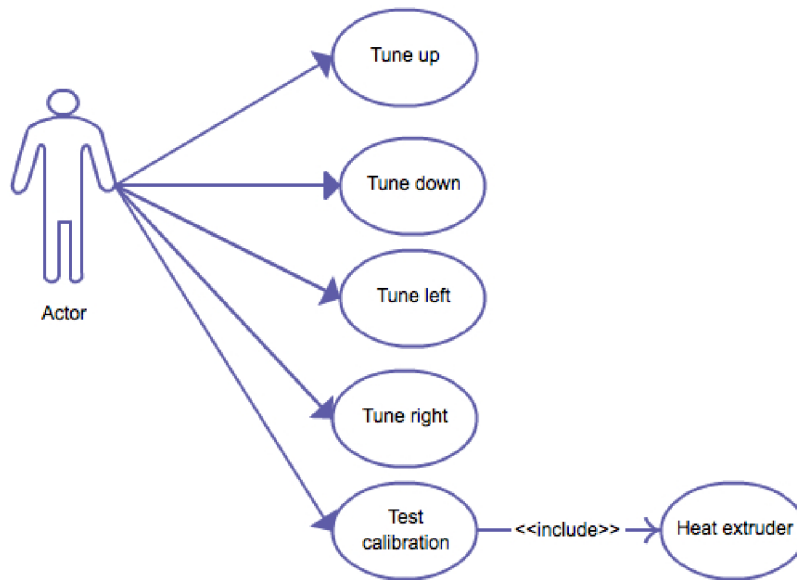 Tune up
Tune down
Tune left
Actor
Tune right
Test
calibration
<<include>>
Heat extruder